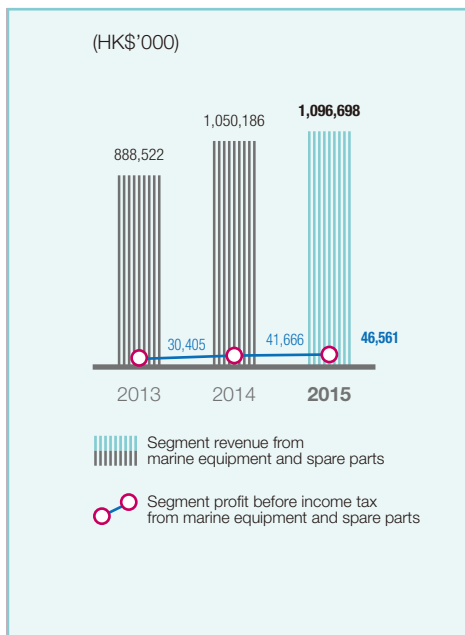 (HK$’000)
1,096,698
1,050,186
888,522
30,405
41,666
46,561
2013
2014
2015
Segment revenue from
marine equipment and spare parts
Segment profit before income tax
from marine equipment and spare parts